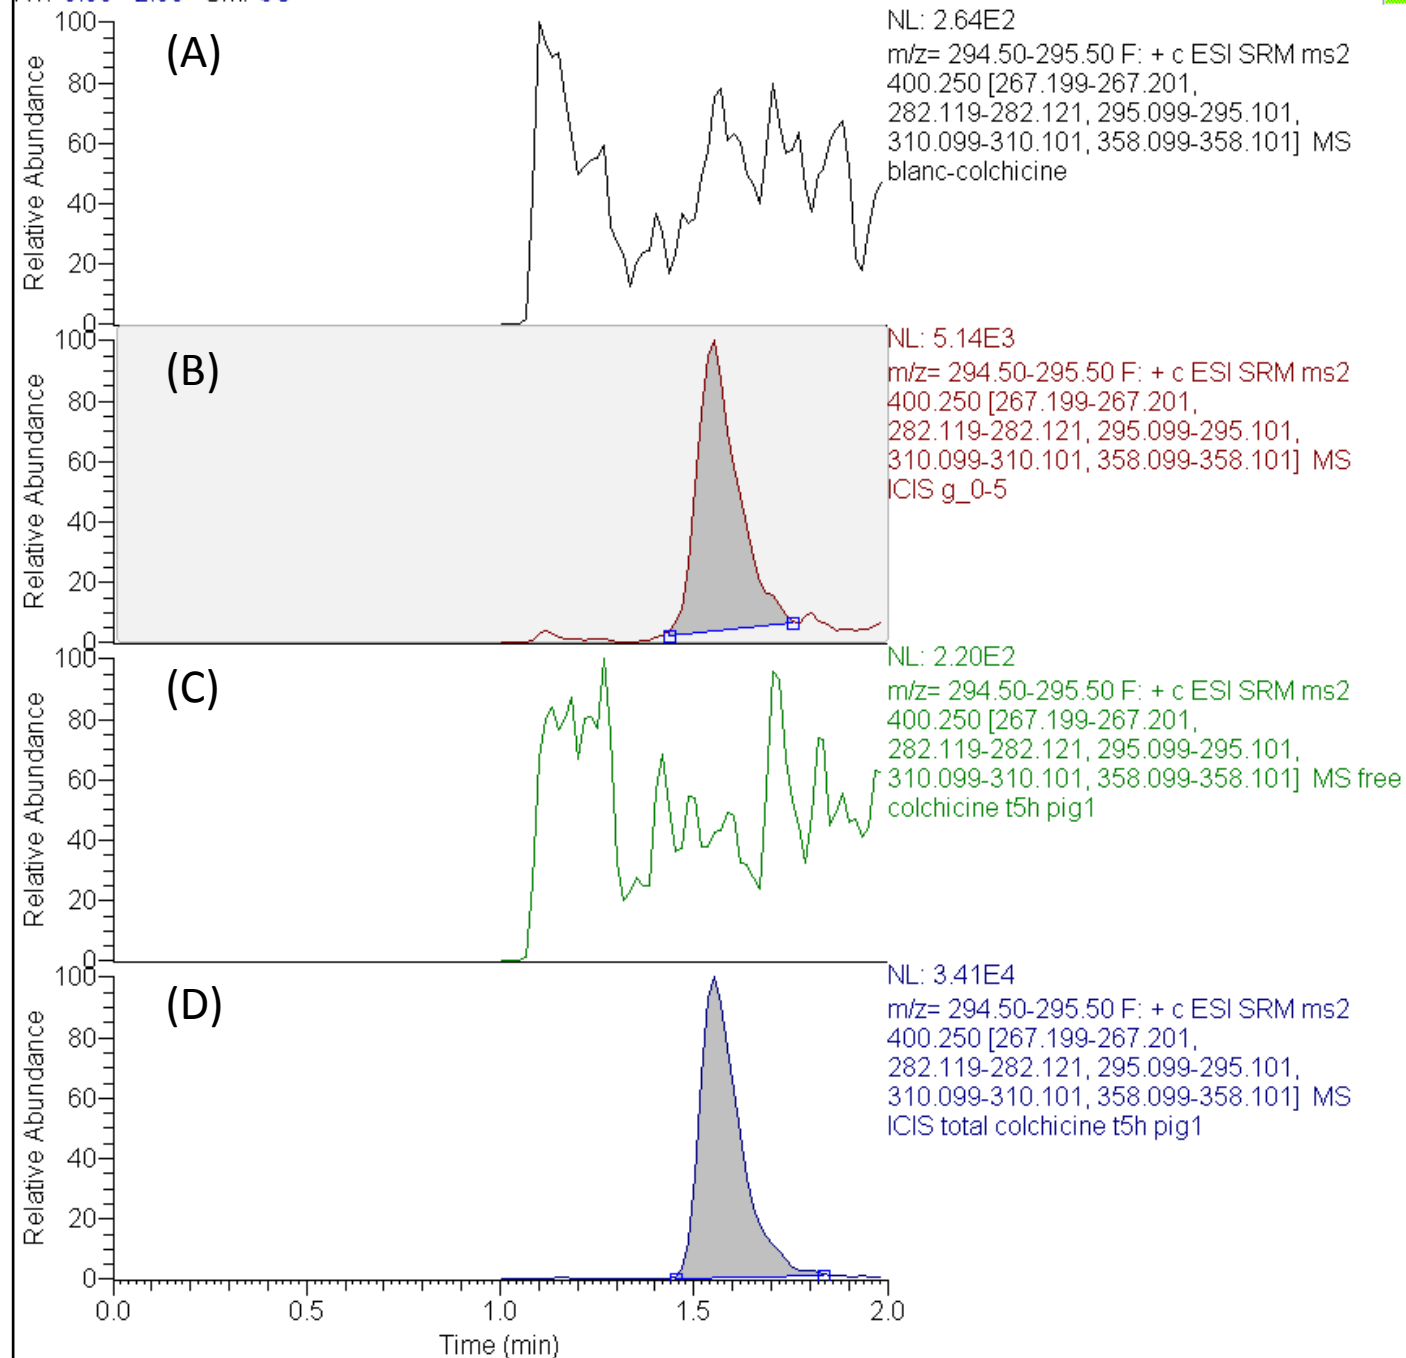 (A)
Relative Abundance
100
80
60
40
20
0
NL: 2.64E2
m/z= 294.50-295.50 F: + c ESI SRM ms2
400.250 [267.199-267.201,
282.119-282.121, 295.099-295.101,
310.099-310.101, 358.099-358.101] MS
blanc-colchicine
(B)
Relative Abundance
100
80
60
40
20
0
NL: 5.14E3
m/z= 294.50-295.50 F: + c ESI SRM ms2
400.250 [267.199-267.201,
282.119-282.121, 295.099-295.101,
310.099-310.101, 358.099-358.101] MS
ICIS g_0-5
(C)
Relative Abundance
100
80
60
40
20
0
NL: 2.20E2
m/z= 294.50-295.50 F: + c ESI SRM ms2
400.250 [267.199-267.201,
282.119-282.121, 295.099-295.101,
310.099-310.101, 358.099-358.101] MS free
colchicine t5h pig1
(D)
Relative Abundance
100
80
60
40
20
0
NL: 3.41E4
m/z= 294.50-295.50 F: + c ESI SRM ms2
400.250 [267.199-267.201,
282.119-282.121, 295.099-295.101,
310.099-310.101, 358.099-358.101] MS
ICIS total colchicine t5h pig1
0.0 0.5 1.0 1.5 2.0
Time (min)